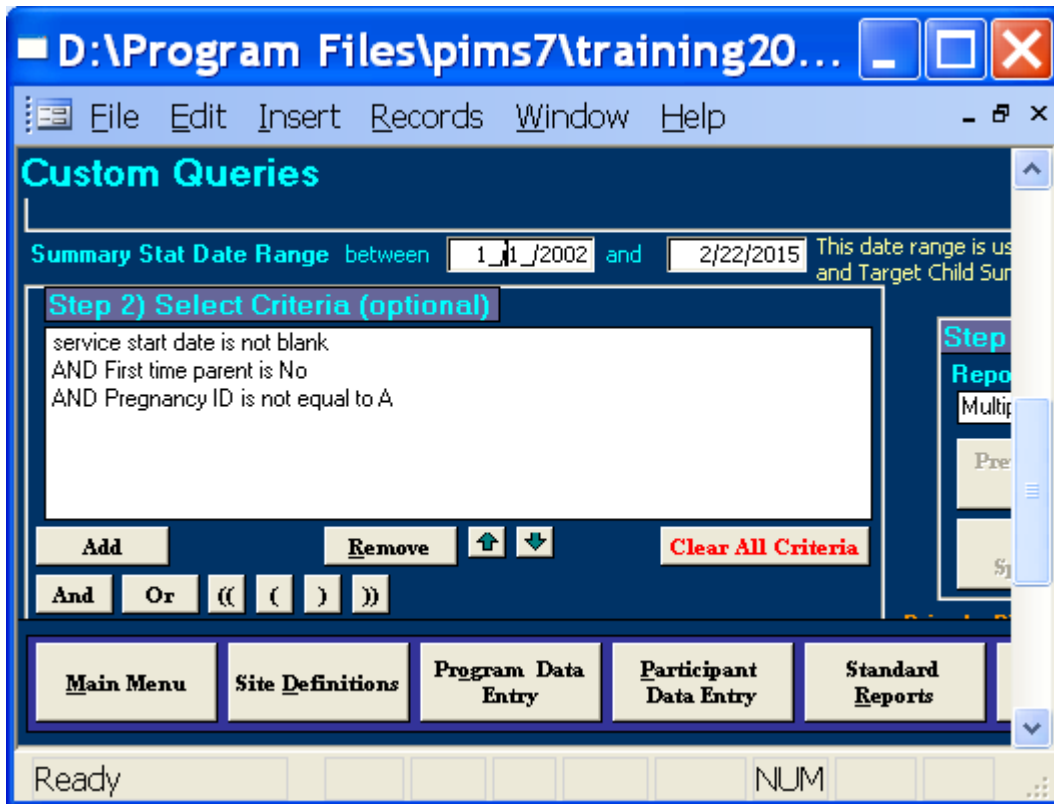 D:\Program Files\pims7\training20...
File Edit Insert Records Window Help
Custom Queries
Summary Stat Date Range between 1_/1_/2002 and 2/22/2015 This date range is us
and Target Child Sur
Step 2) Select Criteria (optional)
service start date is not blank
AND First time parent is No
AND Pregnancy ID is not equal to A
Step
Repo
Multip
Pre
Sp
Add Remove Clear All Criteria
And Or (( ( ) ))
Main Menu Site Definitions Program Data Entry Participant Data Entry Standard Reports
Ready NUM